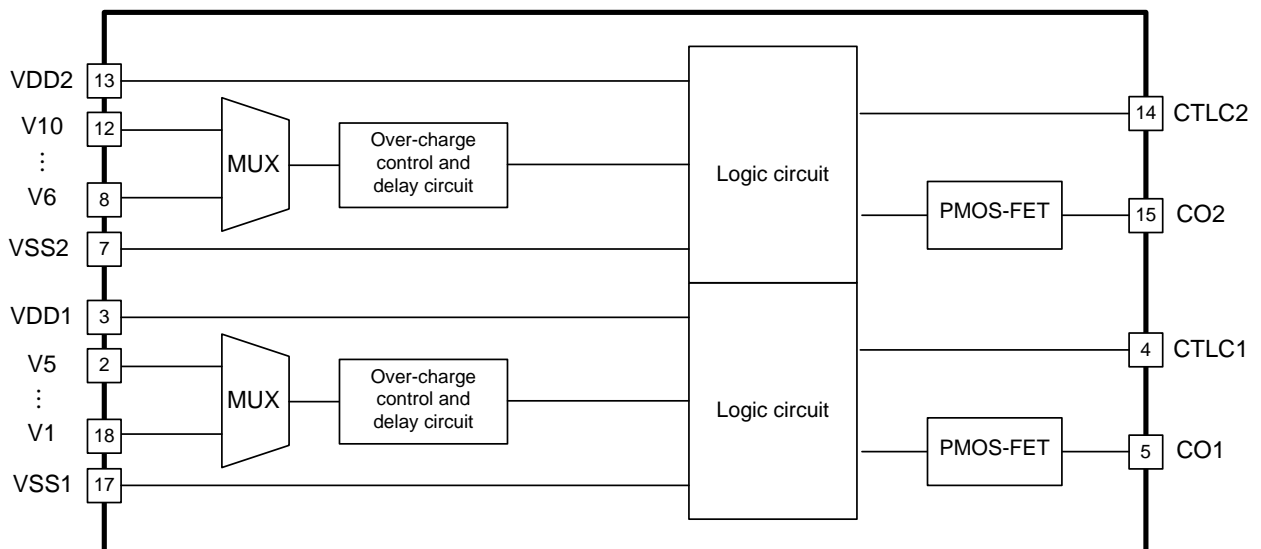 VDD2 13
V10 12
⋮
V6 8
VSS2 7
MUX
Over-charge
control and
delay circuit
Logic circuit
14 CTLC2
PMOS-FET
15 CO2
VDD1 3
V5 2
⋮
V1 18
VSS1 17
MUX
Over-charge
control and
delay circuit
Logic circuit
4 CTLC1
PMOS-FET
5 CO1